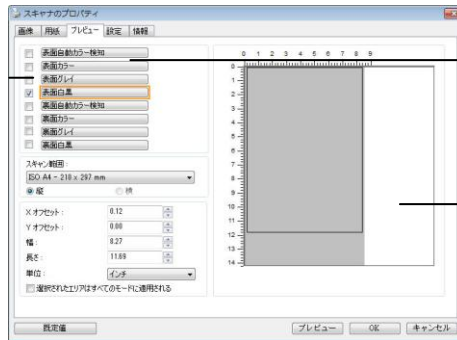 スキャナのプロパティ
画像 用紙 プレビュー 設定 情報
表面自動カラー検知
表面カラー
表面グレイ
表面白黒
裏面自動カラー検知
裏面カラー
裏面グレイ
裏面白黒
スキャン範囲:
ISO A4 - 210 x 297 mm
縦 横
Xオフセット: 0.12
Yオフセット: 0.00
幅: 8.27
長さ: 11.69
単位: インチ
選択されたエリアはすべてのモードに適用される
0 1 2 3 4 5 6 7 8 9
0
1
2
3
4
5
6
7
8
9
10
11
12
13
14
既定値 プレビュー OK キャンセル